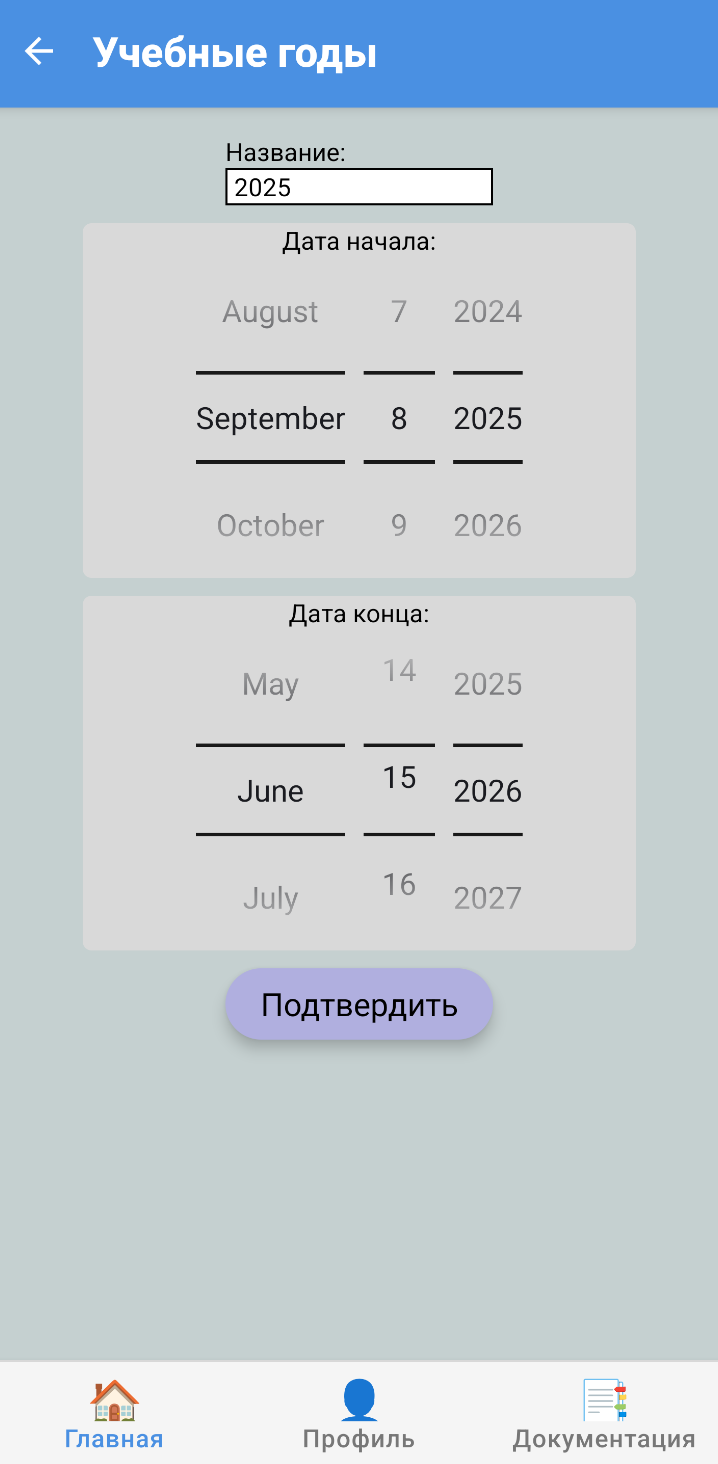 Учебные годы
Название:
2025
Дата начала:
August 7 2024
September 8 2025
October 9 2026
Дата конца:
May 14 2025
June 15 2026
July 16 2027
Подтвердить
Главная Профиль Документация